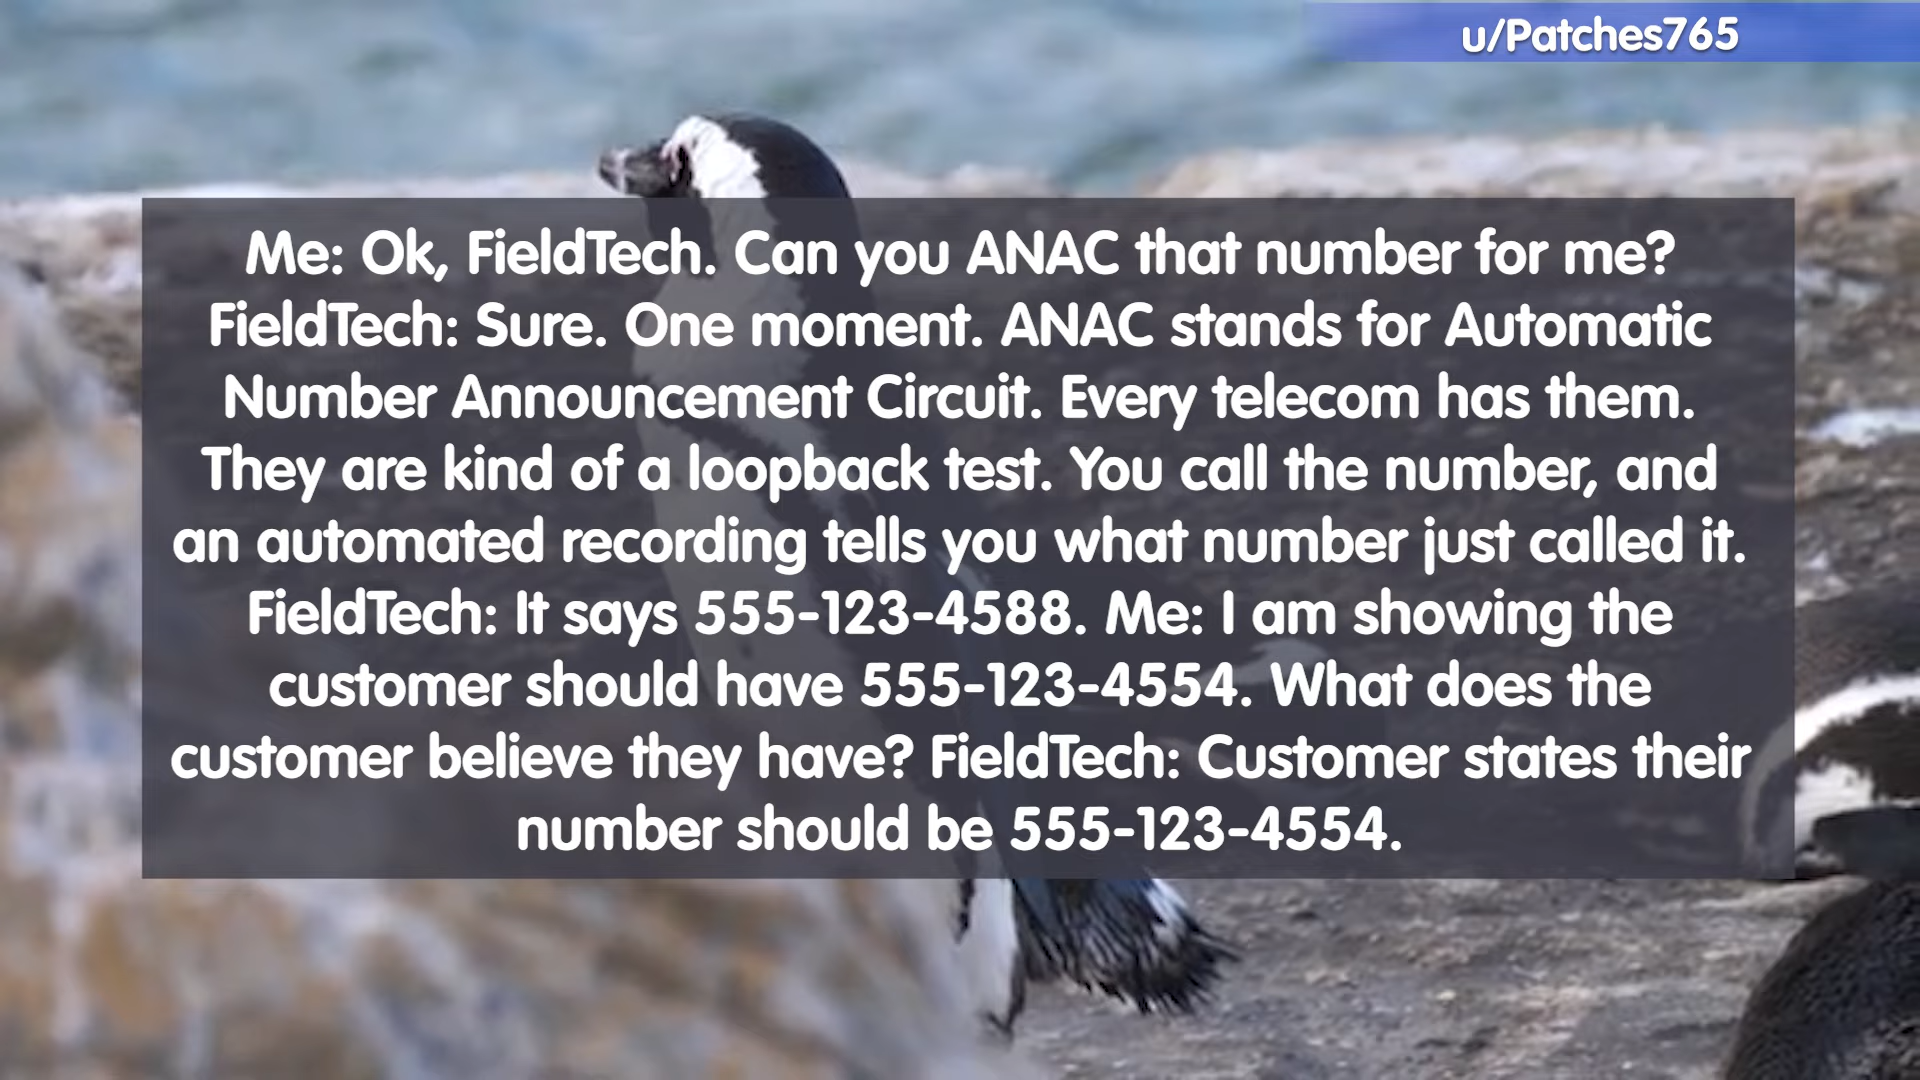 u/Patches765
Me: Ok, FieldTech. Can you ANAC that number for me?
FieldTech: Sure. One moment. ANAC stands for Automatic
Number Announcement Circuit. Every telecom has them.
They are kind of a loopback test. You call the number, and
an automated recording tells you what number just called it.
FieldTech: It says 555-123-4588. Me: I am showing the
customer should have 555-123-4554. What does the
customer believe they have? FieldTech: Customer states their
number should be 555-123-4554.